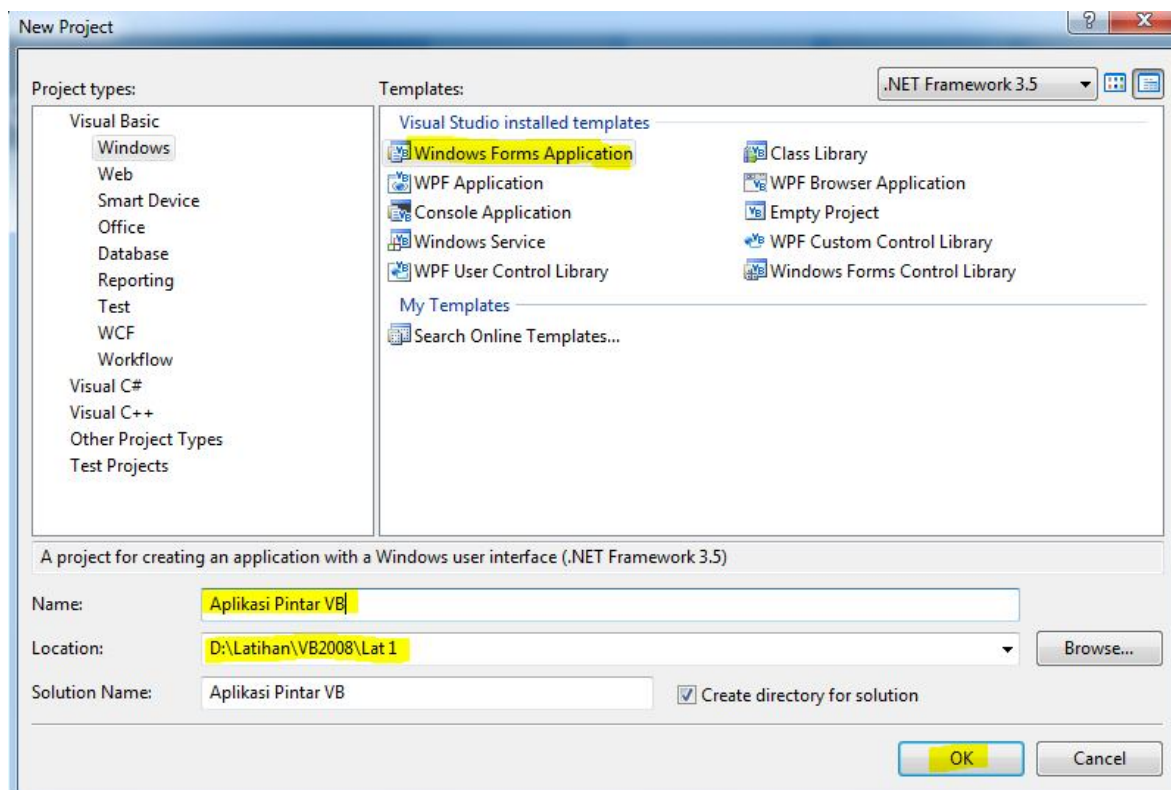 New Project
Project types:
Templates:
.NET Framework 3.5
Visual Basic
Windows
Web
Smart Device
Office
Database
Reporting
Test
WCF
Workflow
Visual C#
Visual C++
Other Project Types
Test Projects
Visual Studio installed templates
Windows Forms Application
WPF Application
Console Application
Windows Service
WPF User Control Library
Class Library
WPF Browser Application
Empty Project
WPF Custom Control Library
Windows Forms Control Library
My Templates
Search Online Templates...
A project for creating an application with a Windows user interface (.NET Framework 3.5)
Name:
Aplikasi Pintar VB
Location:
D:\Latihan\VB2008\Lat 1
Browse...
Solution Name:
Aplikasi Pintar VB
Create directory for solution
OK
Cancel